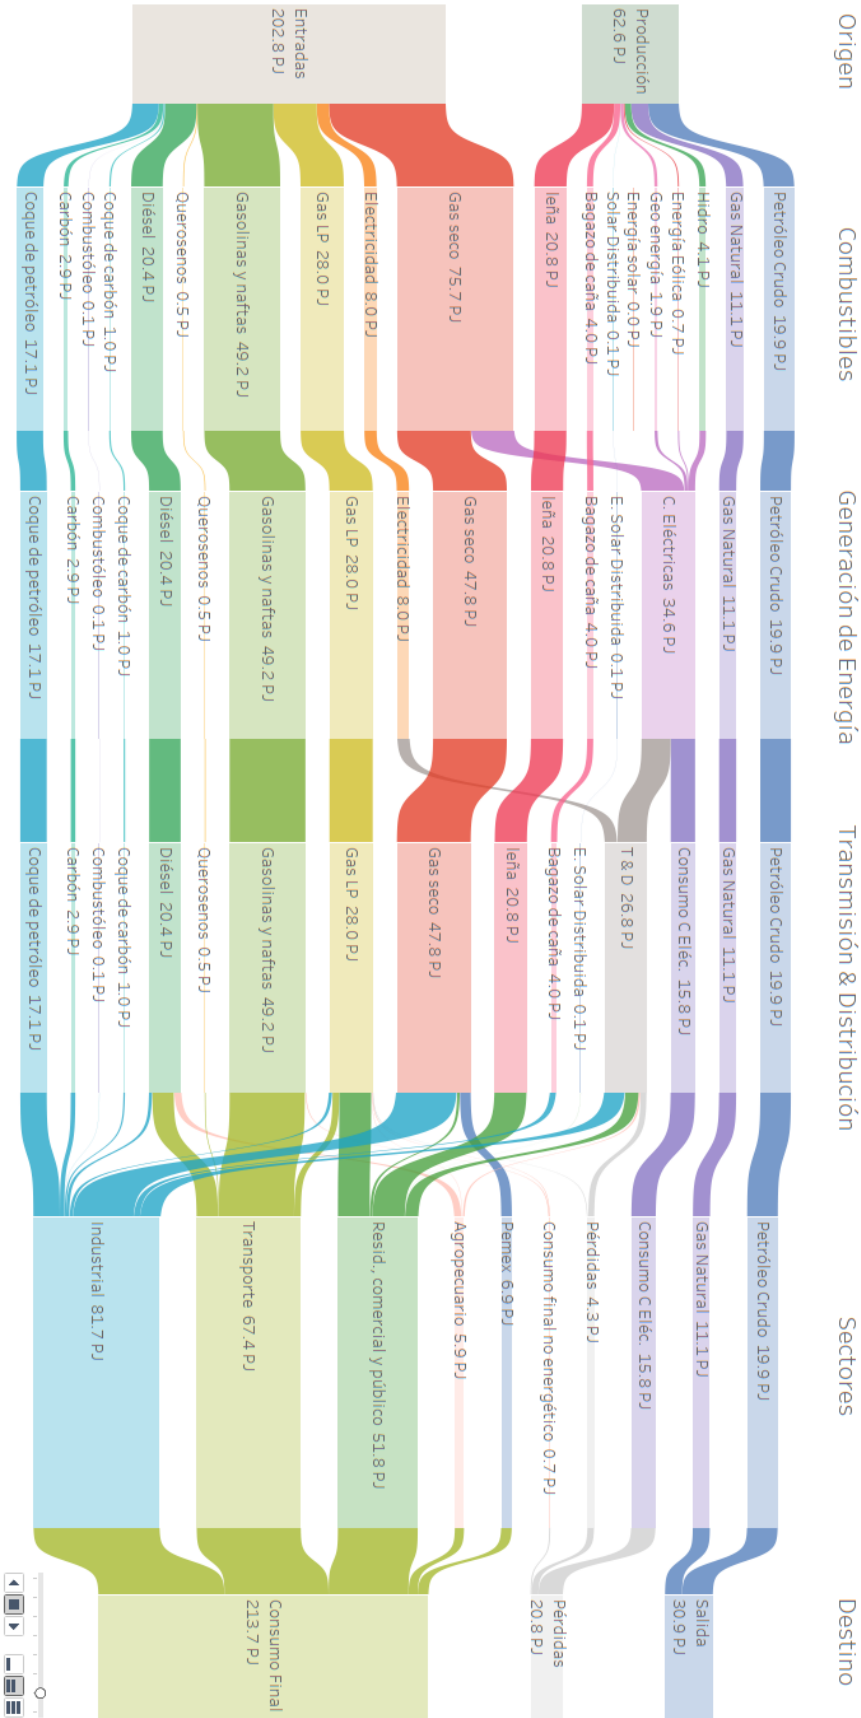 Origen
Combustibles
Generación de Energía
Transmisión & Distribución
Sectores
Destino
Producción
62.6 PJ
Entradas
202.8 PJ
Petróleo Crudo 19.9 PJ
Gas Natural 11.1 PJ
Hidro 4.1 PJ
Energía Eólica 0.7 PJ
Geoenergía 1.9 PJ
Energía solar 0.0 PJ
Solar Distribuida 0.1 PJ
Bagazo de caña 4.0 PJ
leña 20.8 PJ
Gas seco 75.7 PJ
Electricidad 8.0 PJ
Gas LP 28.0 PJ
Gasolinas y naftas 49.2 PJ
Querosenos 0.5 PJ
Diésel 20.4 PJ
Coque de carbón 1.0 PJ
Combustóleo 0.1 PJ
Carbón 2.9 PJ
Coque de petróleo 17.1 PJ
Petróleo Crudo 19.9 PJ
Gas Natural 11.1 PJ
C. Eléctricas 34.6 PJ
E. Solar Distribuida 0.1 PJ
Bagazo de caña 4.0 PJ
leña 20.8 PJ
Gas seco 47.8 PJ
Electricidad 8.0 PJ
Gas LP 28.0 PJ
Gasolinas y naftas 49.2 PJ
Querosenos 0.5 PJ
Diésel 20.4 PJ
Coque de carbón 1.0 PJ
Combustóleo 0.1 PJ
Carbón 2.9 PJ
Coque de petróleo 17.1 PJ
Petróleo Crudo 19.9 PJ
Gas Natural 11.1 PJ
Consumo C Eléc. 15.8 PJ
T & D 26.8 PJ
E. Solar Distribuida 0.1 PJ
Bagazo de caña 4.0 PJ
leña 20.8 PJ
Gas seco 47.8 PJ
Gas LP 28.0 PJ
Gasolinas y naftas 49.2 PJ
Querosenos 0.5 PJ
Diésel 20.4 PJ
Coque de carbón 1.0 PJ
Combustóleo 0.1 PJ
Carbón 2.9 PJ
Coque de petróleo 17.1 PJ
Petróleo Crudo 19.9 PJ
Gas Natural 11.1 PJ
Consumo C Eléc. 15.8 PJ
Pérdidas 4.3 PJ
Consumo final no energético 0.7 PJ
Pemex 6.9 PJ
Agropecuario 5.9 PJ
Resid., comercial y público 51.8 PJ
Transporte 67.4 PJ
Industrial 81.7 PJ
Salida
30.9 PJ
Pérdidas
20.8 PJ
Consumo Final
213.7 PJ